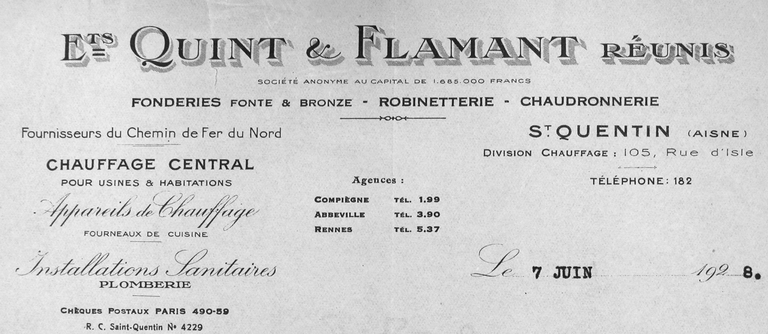 ETS QUINT & FLAMANT RÉUNIS
SOCIÉTÉ ANONYME AU CAPITAL DE 1.685.000 FRANCS
FONDERIES FONTE & BRONZE - ROBINETTERIE - CHAUDRONNERIE
Fournisseurs du Chemin de Fer du Nord
CHAUFFAGE CENTRAL
POUR USINES & HABITATIONS
Appareils de Chauffage
FOURNEAUX DE CUISINE
Installations Sanitaires
PLOMBERIE
CHÈQUES POSTAUX PARIS 490-59
R. C. Saint-Quentin No 4229
Agences :
COMPIÈGNE TÉL. 1.99
ABBEVILLE TÉL. 3.90
RENNES TÉL. 5.37
ST QUENTIN (AISNE)
DIVISION CHAUFFAGE : 105, Rue d'Isle
TÉLÉPHONE : 182
Le 7 JUIN 1928.